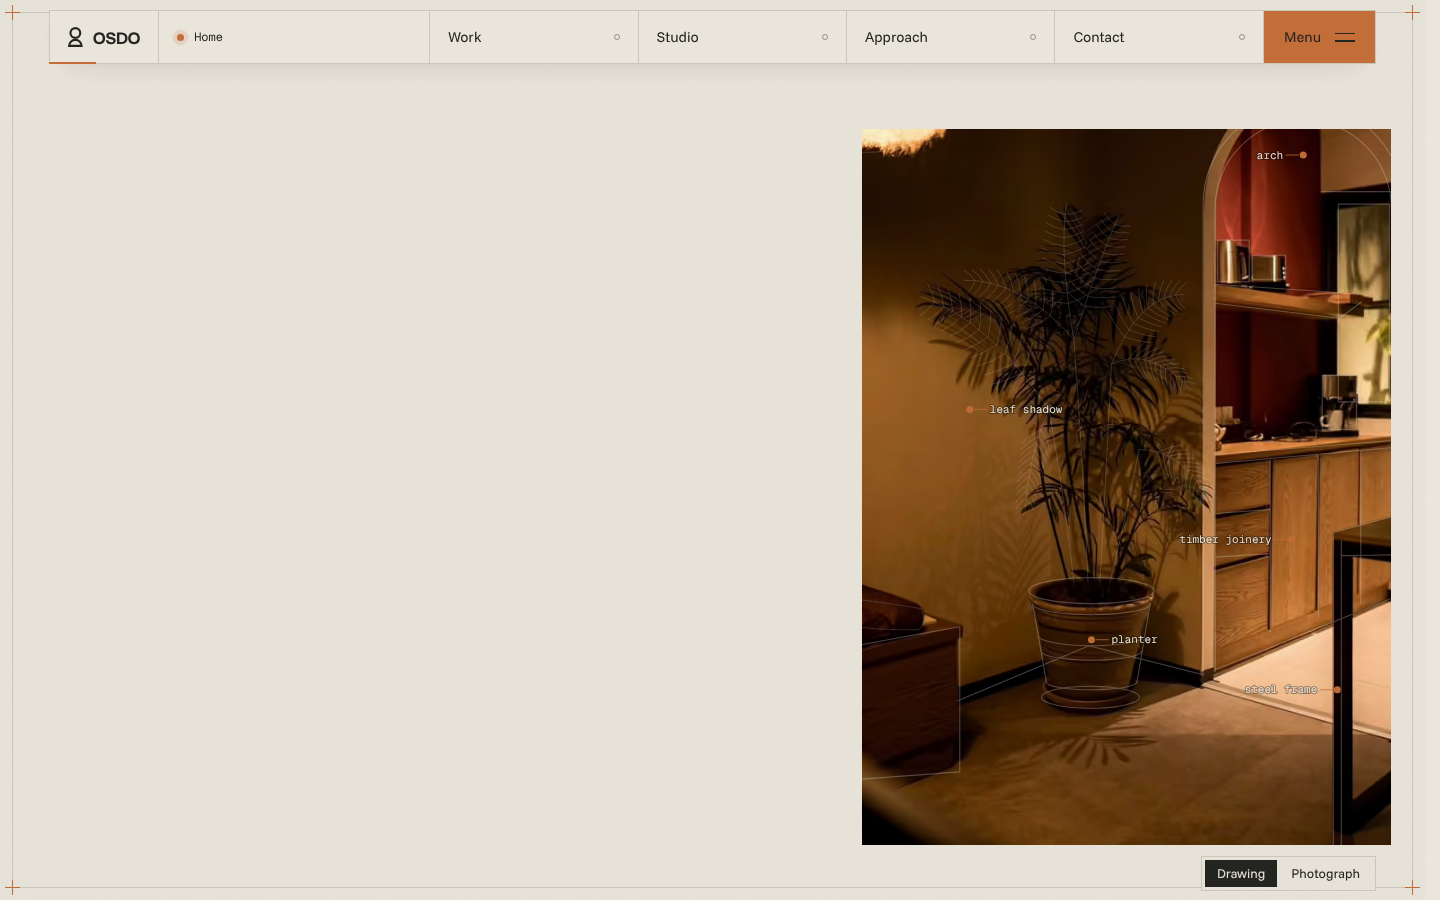 OSDO
Home
Work
Studio
Approach
Contact
Menu
arch
leaf shadow
timber joinery
planter
steel frame
Drawing
Photograph